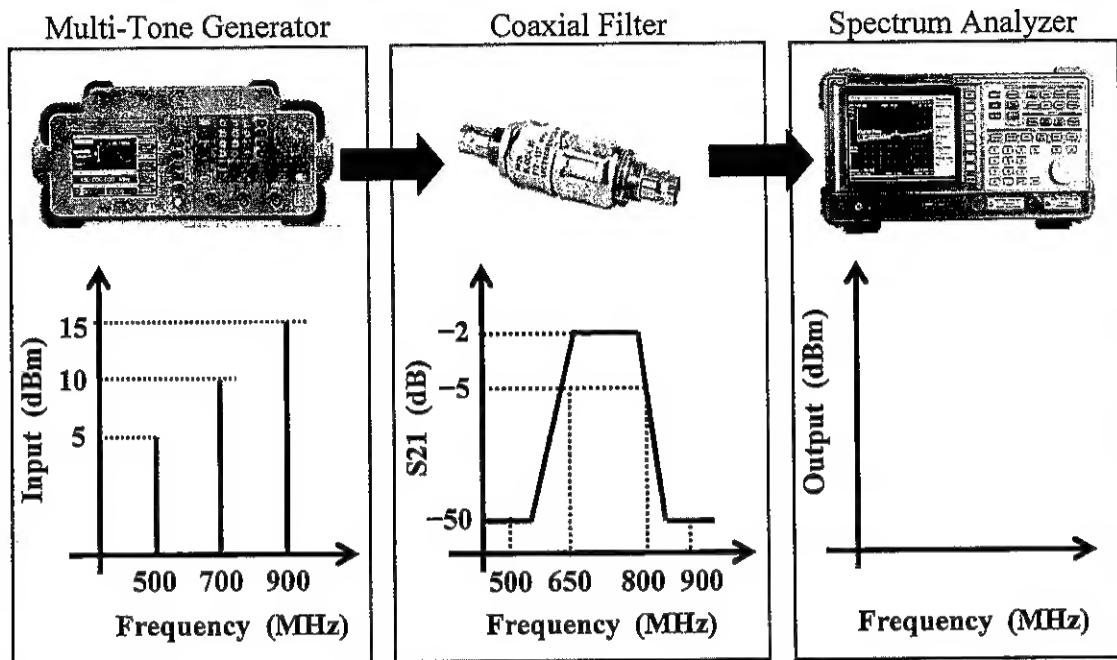 Multi-Tone Generator
Coaxial Filter
Spectrum Analyzer
Input (dBm)
15
10
5
500 700 900
Frequency (MHz)
S21 (dB)
−2
−5
−50
500 650 800 900
Frequency (MHz)
Output (dBm)
Frequency (MHz)